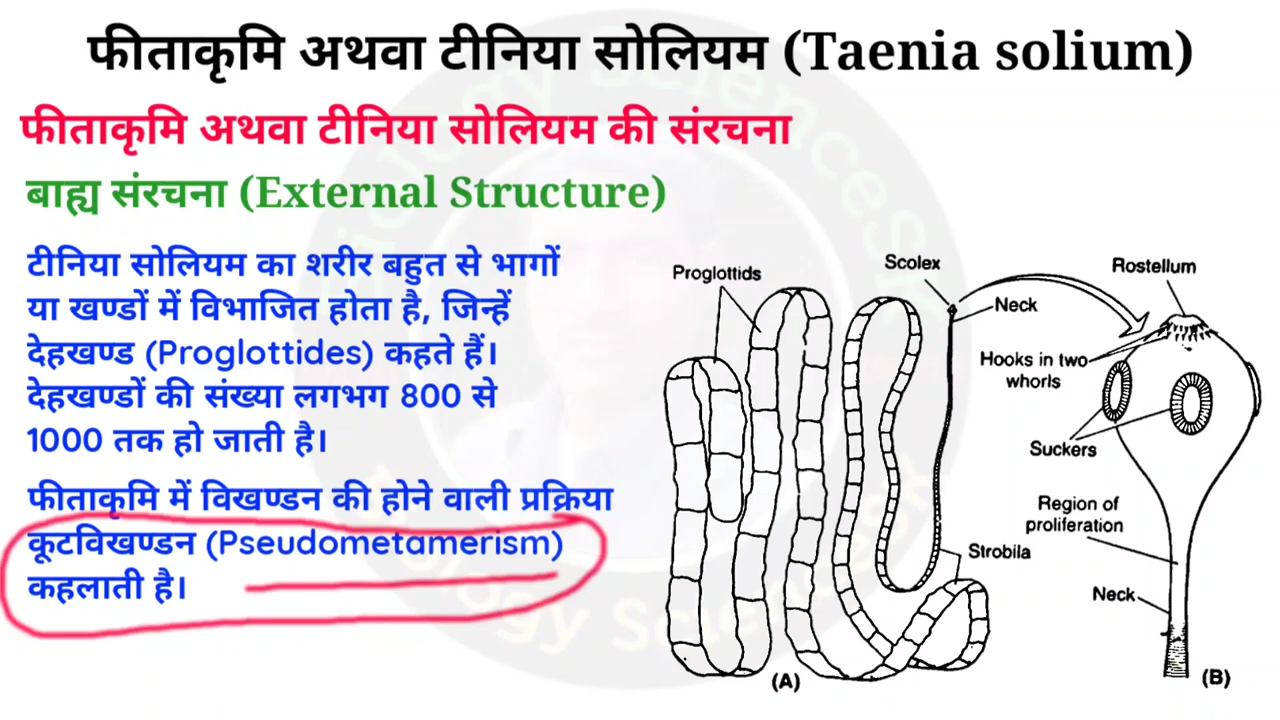 फीताकृमि अथवा टीनिया सोलियम (Taenia solium)
फीताकृमि अथवा टीनिया सोलियम की संरचना
बाह्य संरचना (External Structure)
टीनिया सोलियम का शरीर बहुत से भागों
या खण्डों में विभाजित होता है, जिन्हें
देहखण्ड (Proglottides) कहते हैं।
देहखण्डों की संख्या लगभग 800 से
1000 तक हो जाती है।
फीताकृमि में विखण्डन की होने वाली प्रक्रिया
कूटविखण्डन (Pseudometamerism)
कहलाती है।
Proglottids
Scolex
Neck
Strobila
(A)
Rostellum
Hooks in two
whorls
Suckers
Region of
proliferation
Neck
(B)